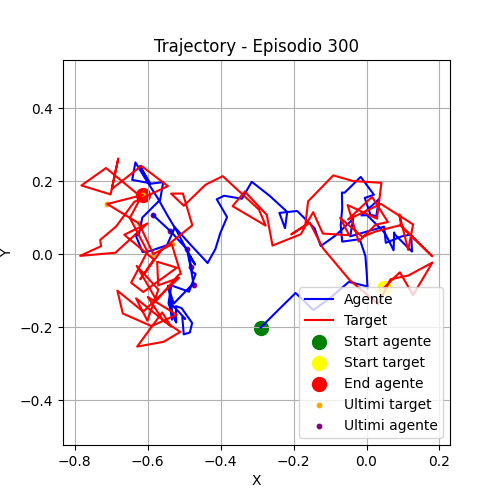 Trajectory - Episodio 300
Y
0.4
0.2
0.0
−0.2
−0.4
−0.8
−0.6
−0.4
−0.2
0.0
0.2
X
Agente
Target
Start agente
Start target
End agente
Ultimi target
Ultimi agente